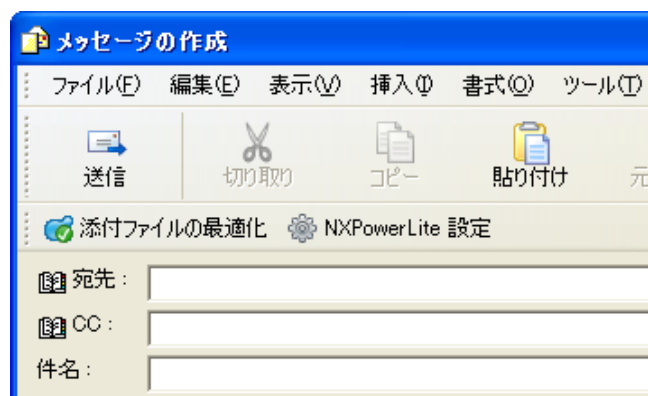 メッセージの作成
ファイル(F) 編集(E) 表示(V) 挿入(I) 書式(O) ツール(T)
送信 切り取り コピー 貼り付け 元
添付ファイルの最適化 NXPowerLite 設定
宛先:
CC:
件名: